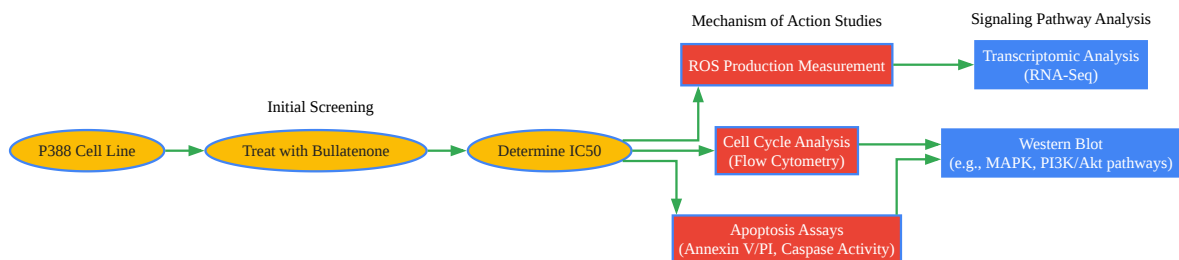 Mechanism of Action Studies
Signaling Pathway Analysis
ROS Production Measurement
Transcriptomic Analysis
(RNA-Seq)
Initial Screening
P388 Cell Line
Treat with Bullatenone
Determine IC50
Cell Cycle Analysis
(Flow Cytometry)
Western Blot
(e.g., MAPK, PI3K/Akt pathways)
Apoptosis Assays
(Annexin V/PI, Caspase Activity)